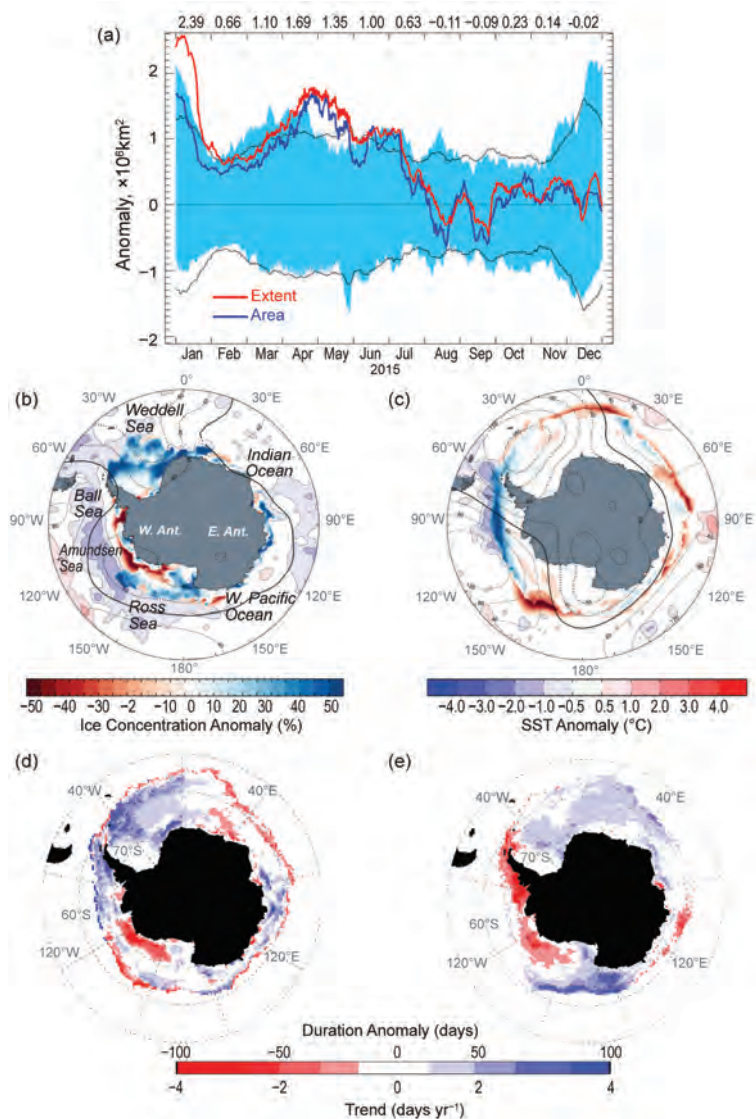 2.39 0.66 1.10 1.69 1.35 1.00 0.63 −0.11 −0.09 0.23 0.14 -0.02
(a)
Anomaly, ×10⁶km²
2
1
0
−1
−2
Extent
Area
Jan Feb Mar Apr May Jun Jul Aug Sep Oct Nov Dec
2015
(b)
0°
30°W 30°E
60°W 60°E
90°W 90°E
120°W 120°E
150°W 150°E
180°
Weddell
Sea
Indian
Ocean
Ball
Sea
W. Ant. E. Ant.
Amundsen
Sea
Ross
Sea
W. Pacific
Ocean
−50 −40 −30 −20 −10 0 10 20 30 40 50
Ice Concentration Anomaly (%)
(c)
0°
30°W 30°E
60°W 60°E
90°W 90°E
120°W 120°E
150°W 150°E
180°
−4.0 −3.0 −2.0 −1.0 −0.5 0.5 1.0 2.0 3.0 4.0
SST Anomaly (°C)
(d)
40°W 40°E
70°S
60°S
120°W 120°E
(e)
40°W 40°E
70°S
60°S
120°W 120°E
Duration Anomaly (days)
−100 −50 0 50 100
−4 −2 0 2 4
Trend (days yr⁻¹)